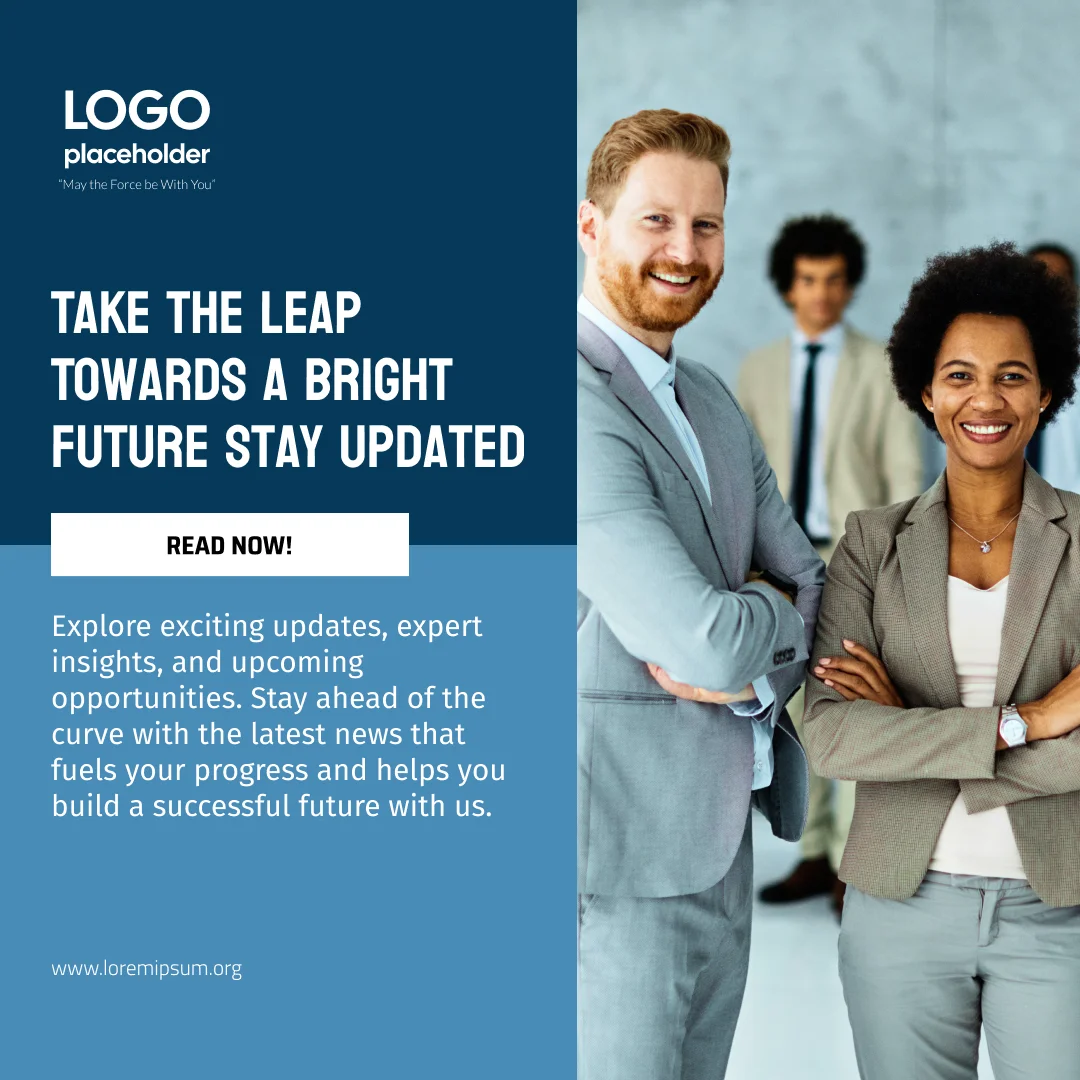 LOGO
placeholder
“May the Force be With You”
TAKE THE LEAP
TOWARDS A BRIGHT
FUTURE STAY UPDATED
READ NOW!
Explore exciting updates, expert
insights, and upcoming
opportunities. Stay ahead of the
curve with the latest news that
fuels your progress and helps you
build a successful future with us.
www.loremipsum.org